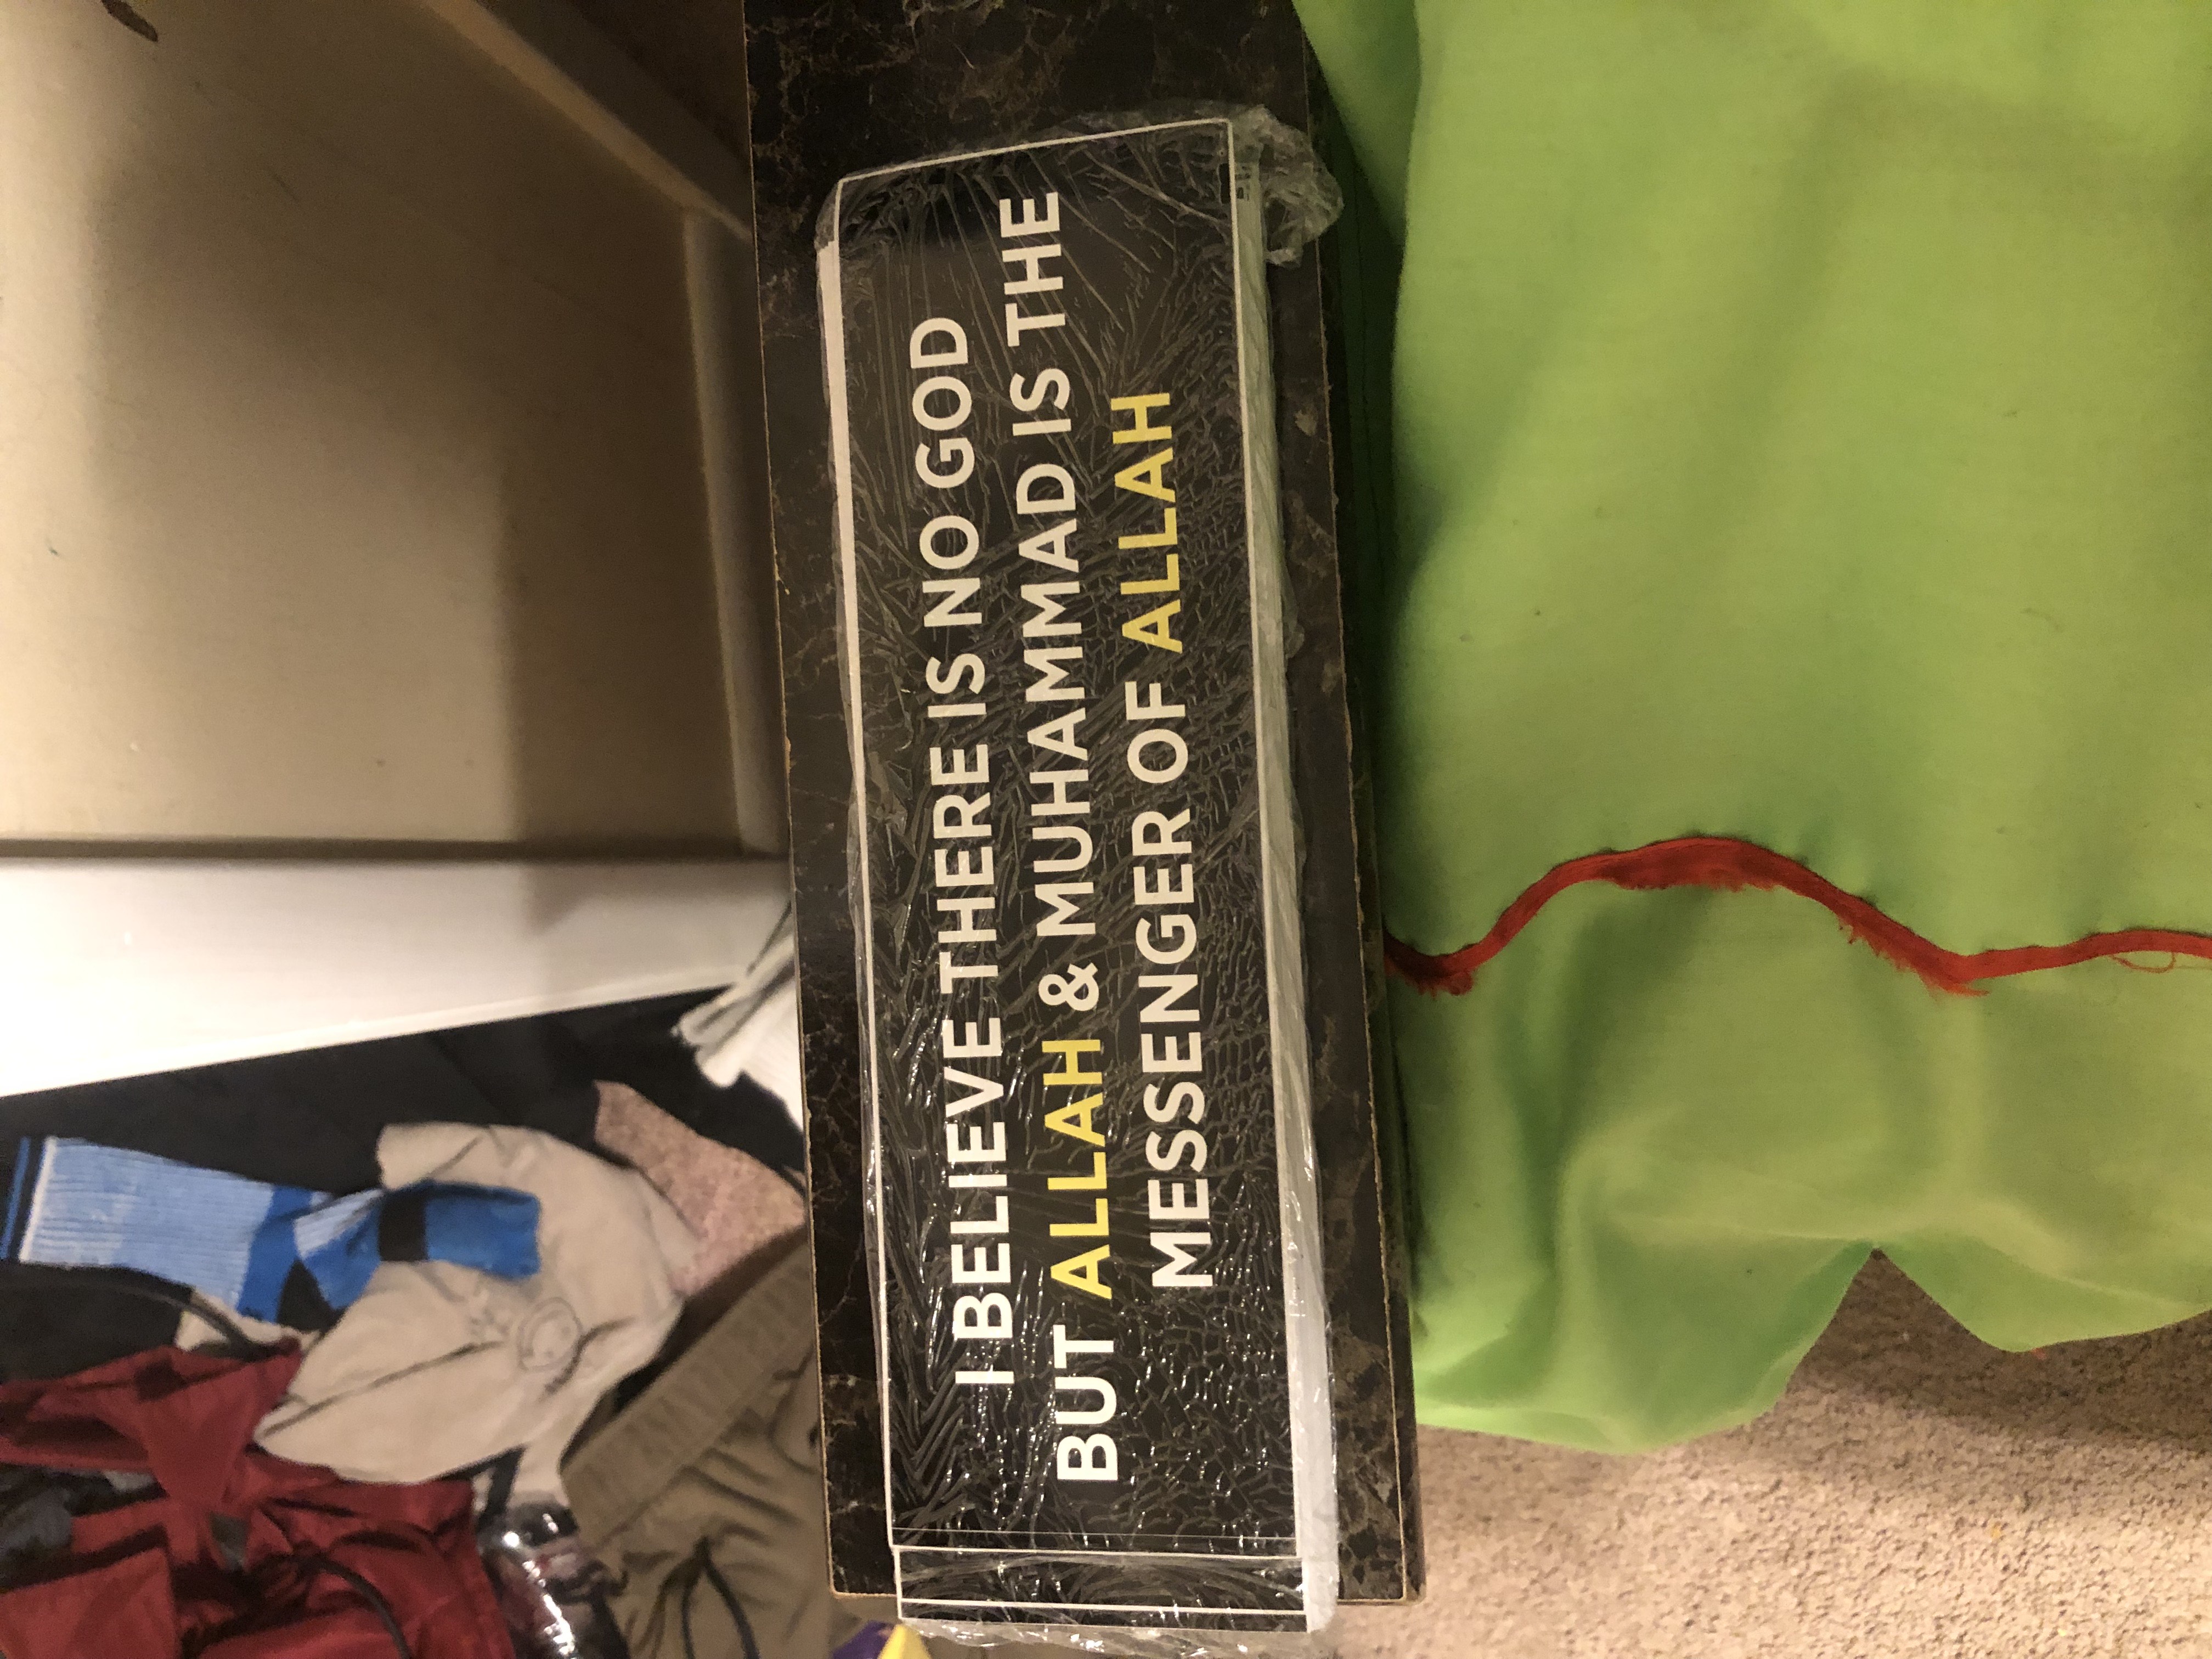 I BELIEVE THERE IS NO GOD
BUT ALLAH & MUHAMMAD IS THE
MESSENGER OF ALLAH